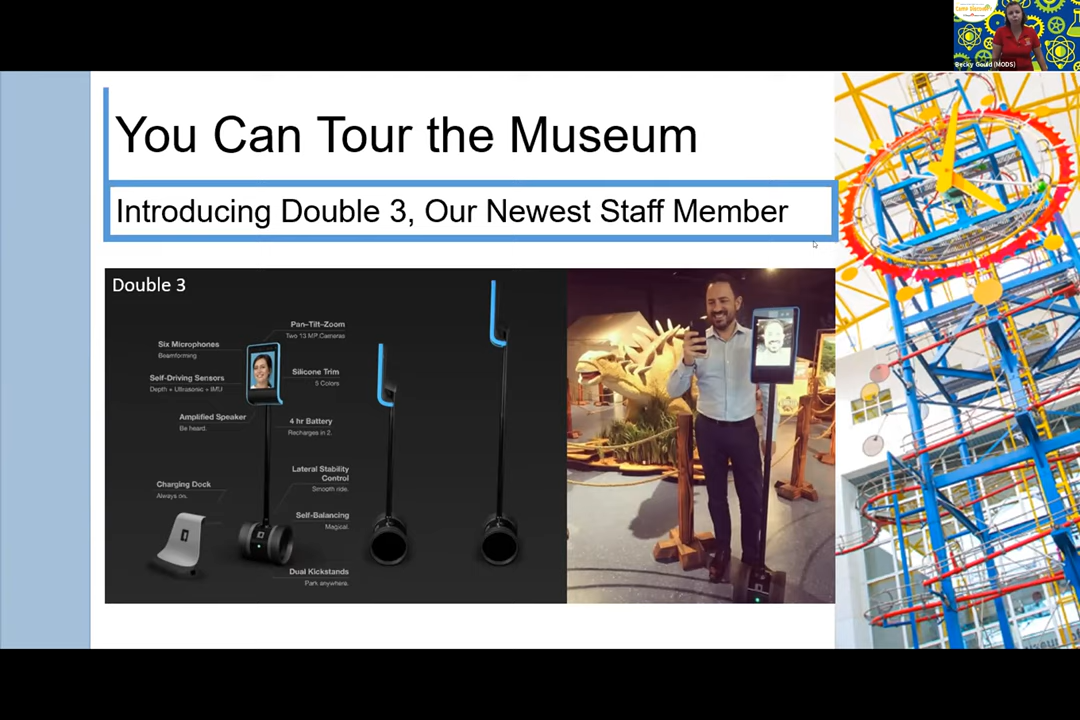 Camp Discovery
Becky Gould (MODS)
You Can Tour the Museum
Introducing Double 3, Our Newest Staff Member
Double 3
Pan-Tilt-Zoom
Two 13 MP Cameras
Six Microphones
Beamforming
Silicone Trim
5 Colors
Self-Driving Sensors
Depth + Ultrasonic + IMU
Amplified Speaker
Be heard.
4 hr Battery
Recharges in 2.
Lateral Stability
Control
Smooth ride.
Charging Dock
Always on.
Self-Balancing
Magical.
Dual Kickstands
Park anywhere.